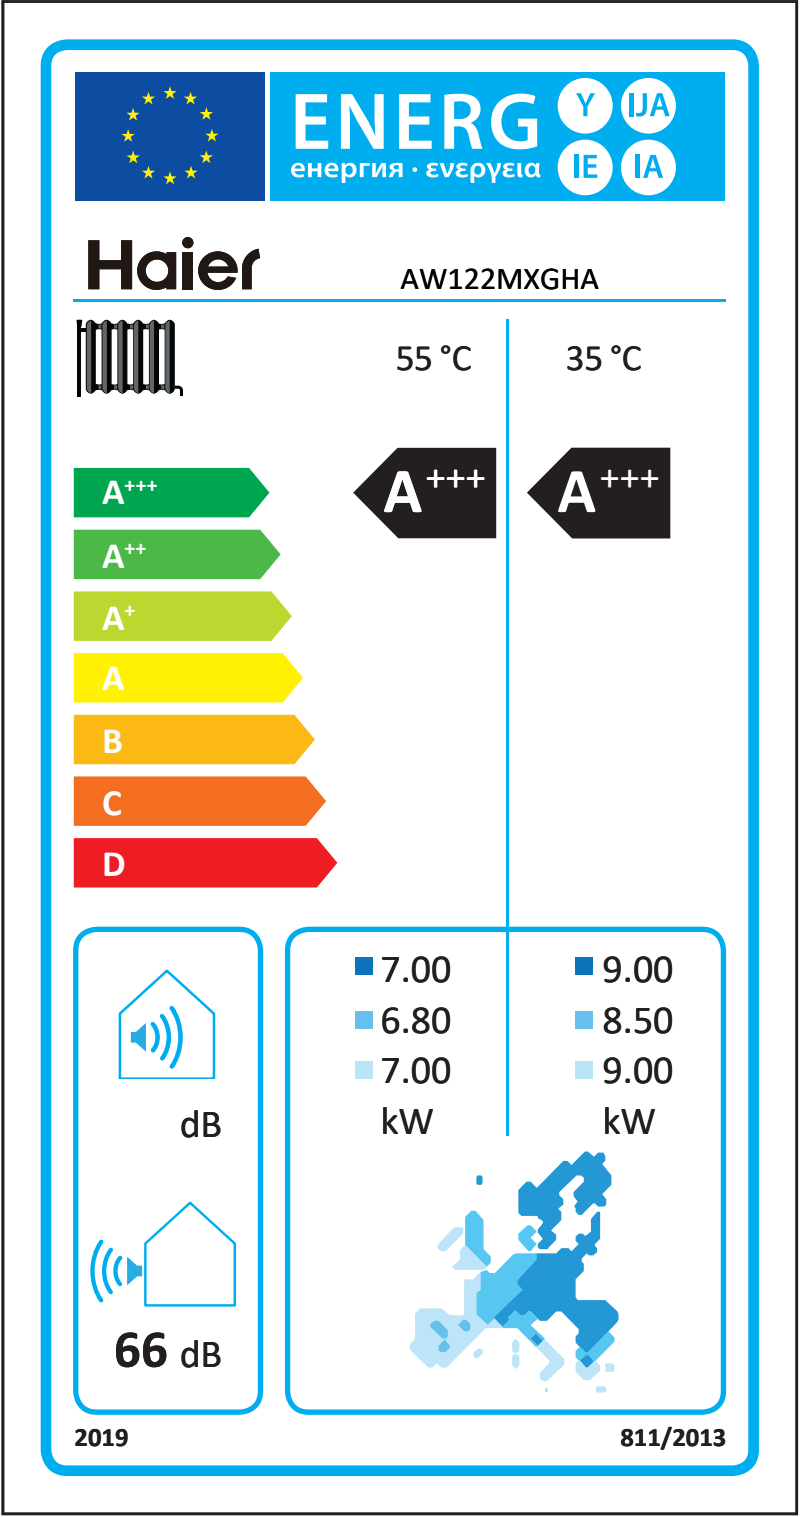 ENERG Y IJA
енергия · ενεργεια IE IA
Haier AW122MXGHA
55 °C 35 °C
A+++ A+++ A+++
A++
A+
A
B
C
D
7.00 9.00
6.80 8.50
7.00 9.00
kW kW
dB
66 dB
2019 811/2013